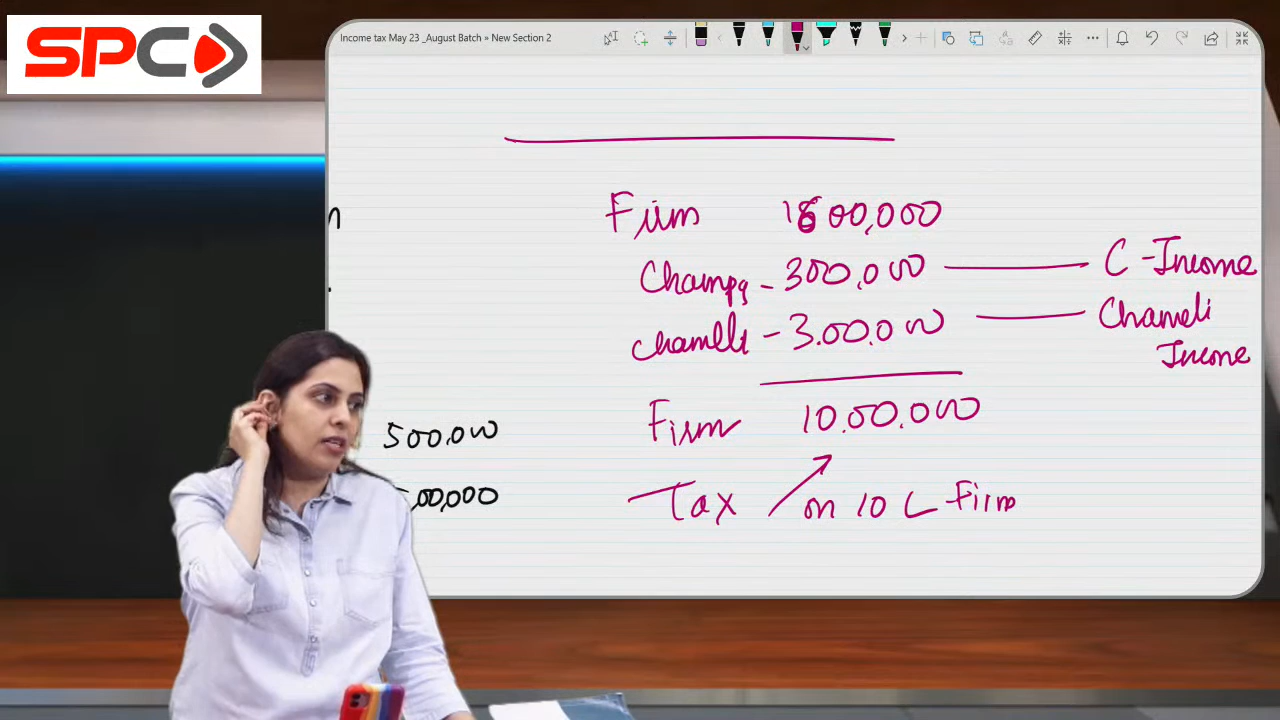 SPC
Income tax May 23 _August Batch » New Section 2
Firm 1600,000
Champa - 300,000 C - Income
Chameli - 3.00.000 Chameli
Income
Firm 10,00,000
500,000
Tax on 10 L Firm
00,000